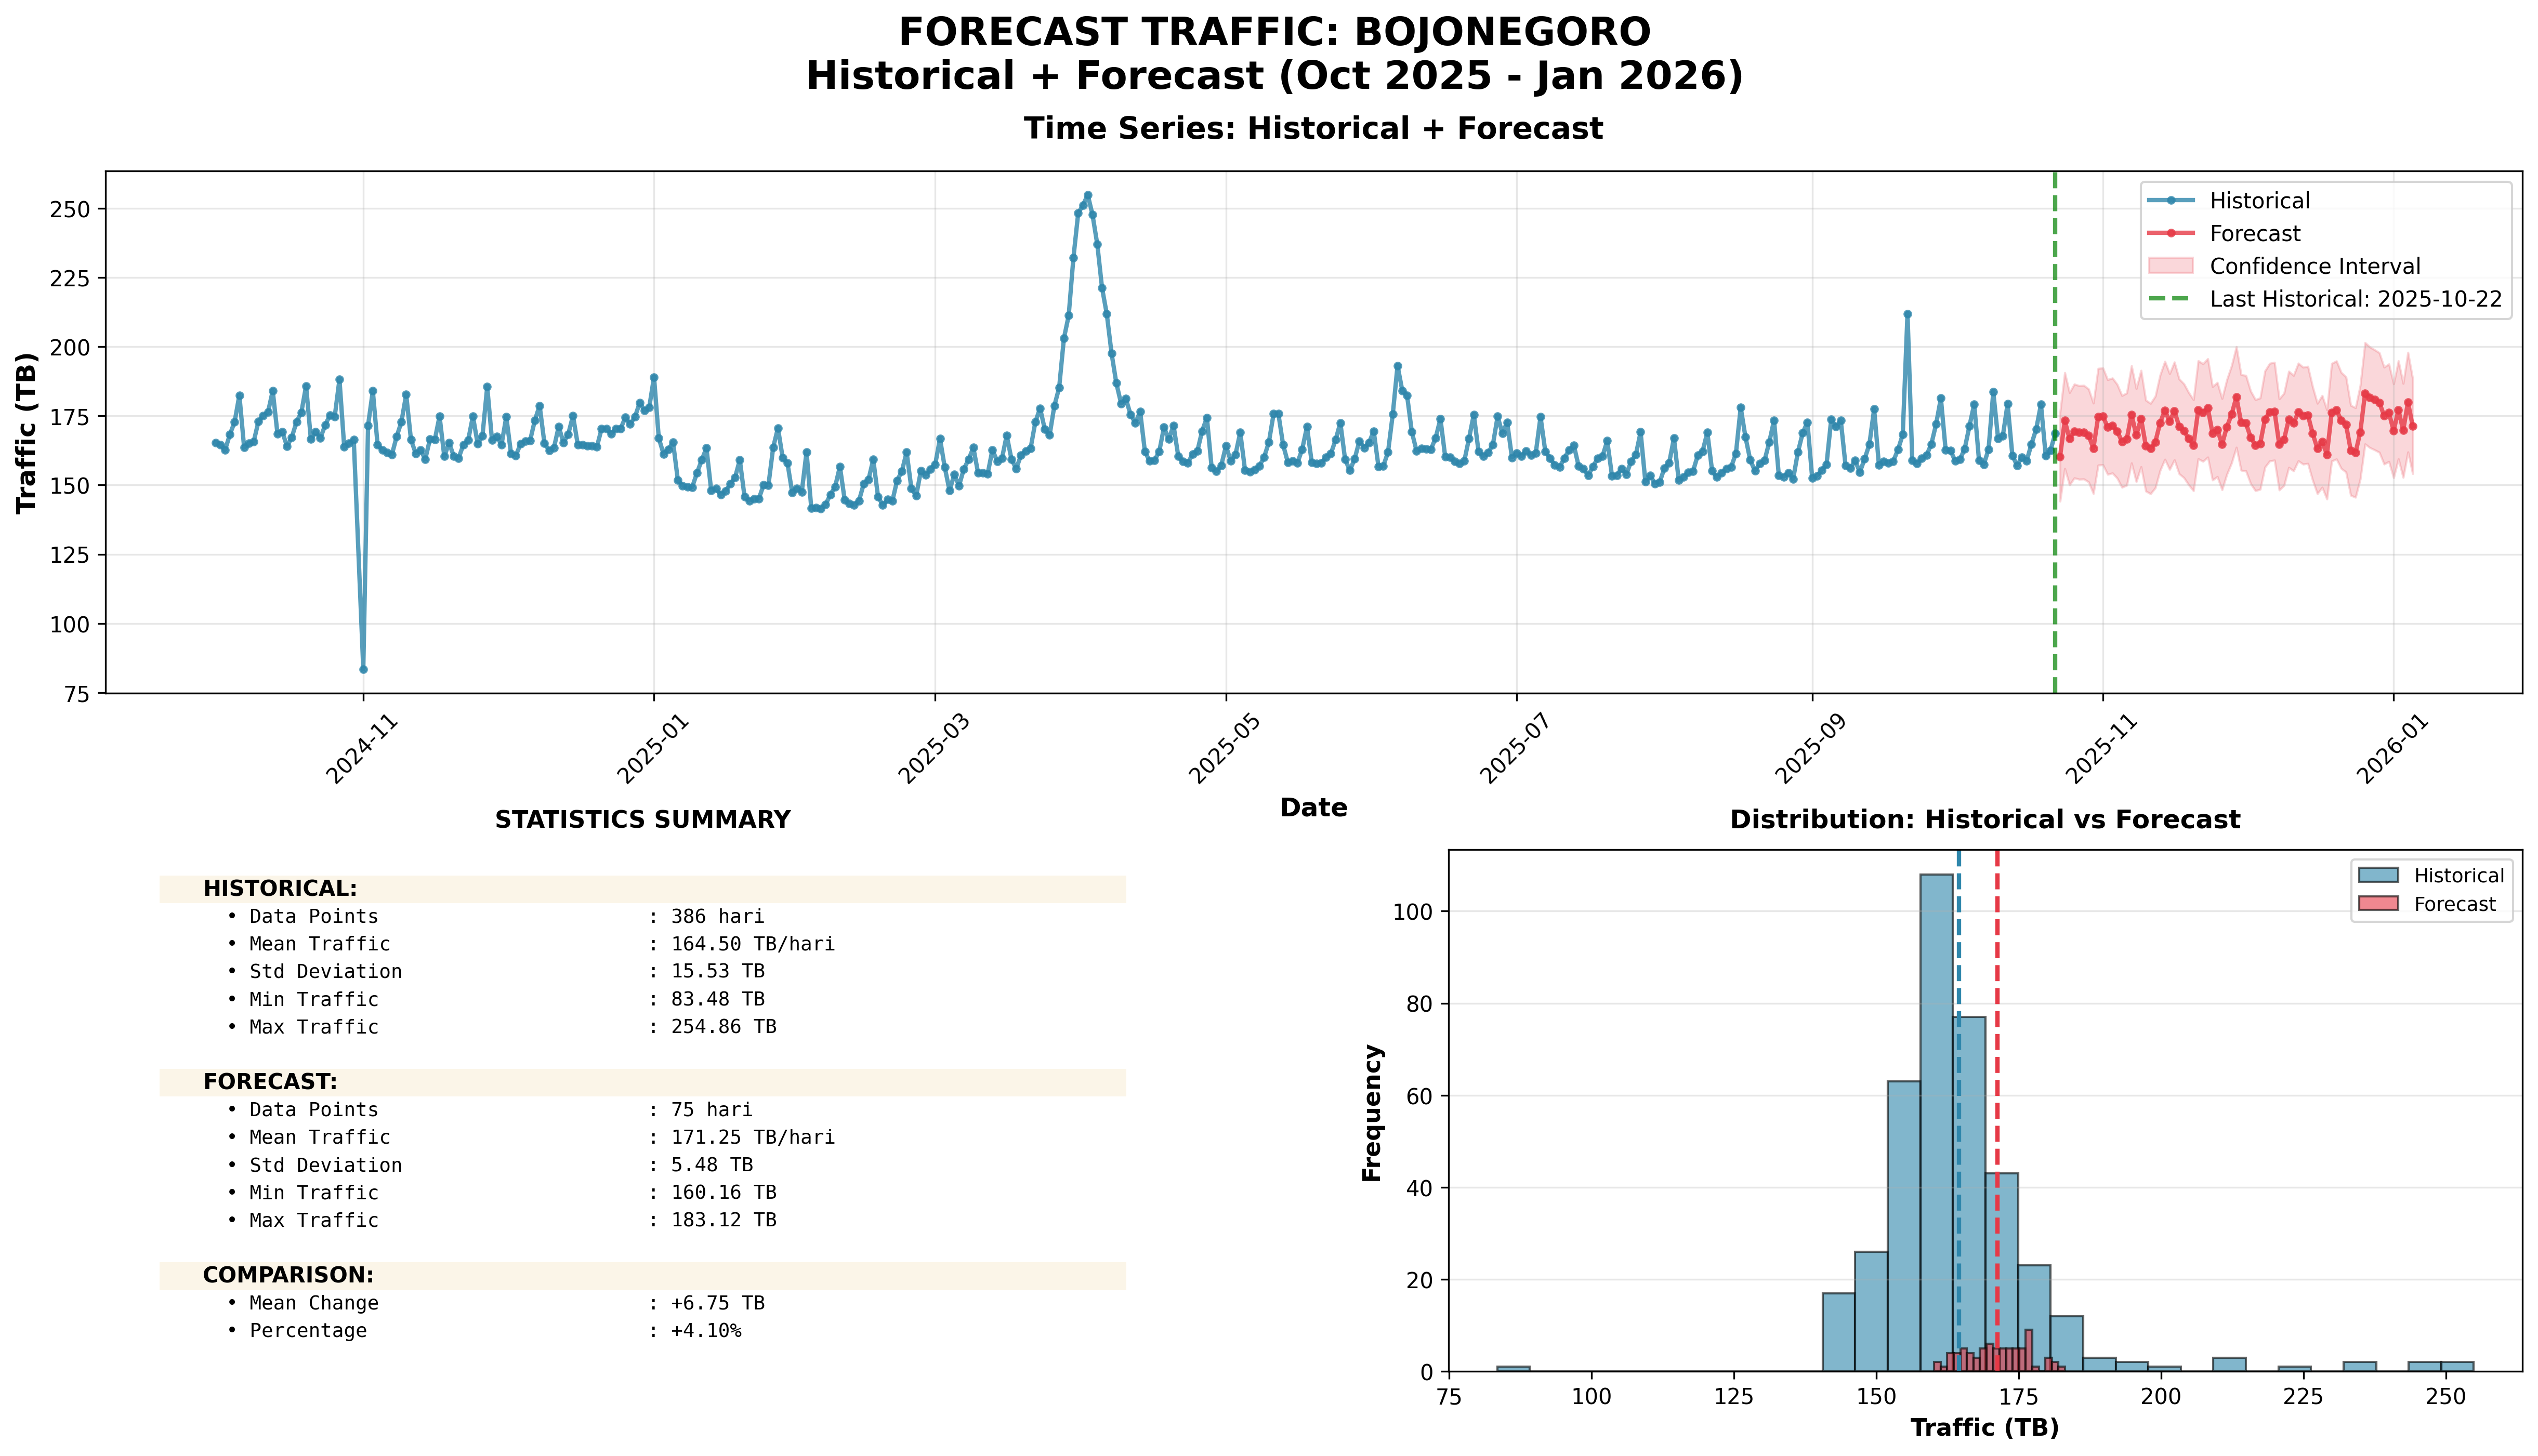 FORECAST TRAFFIC: BOJONEGORO
Historical + Forecast (Oct 2025 - Jan 2026)
Time Series: Historical + Forecast
Traffic (TB)
250
225
200
175
150
125
100
75
Historical
Forecast
Confidence Interval
Last Historical: 2025-10-22
2024-11
2025-01
2025-03
2025-05
2025-07
2025-09
2025-11
2026-01
Date
STATISTICS SUMMARY
HISTORICAL:
• Data Points : 386 hari
• Mean Traffic : 164.50 TB/hari
• Std Deviation : 15.53 TB
• Min Traffic : 83.48 TB
• Max Traffic : 254.86 TB
FORECAST:
• Data Points : 75 hari
• Mean Traffic : 171.25 TB/hari
• Std Deviation : 5.48 TB
• Min Traffic : 160.16 TB
• Max Traffic : 183.12 TB
COMPARISON:
• Mean Change : +6.75 TB
• Percentage : +4.10%
Distribution: Historical vs Forecast
Historical
Forecast
Frequency
100
80
60
40
20
0
75 100 125 150 175 200 225 250
Traffic (TB)